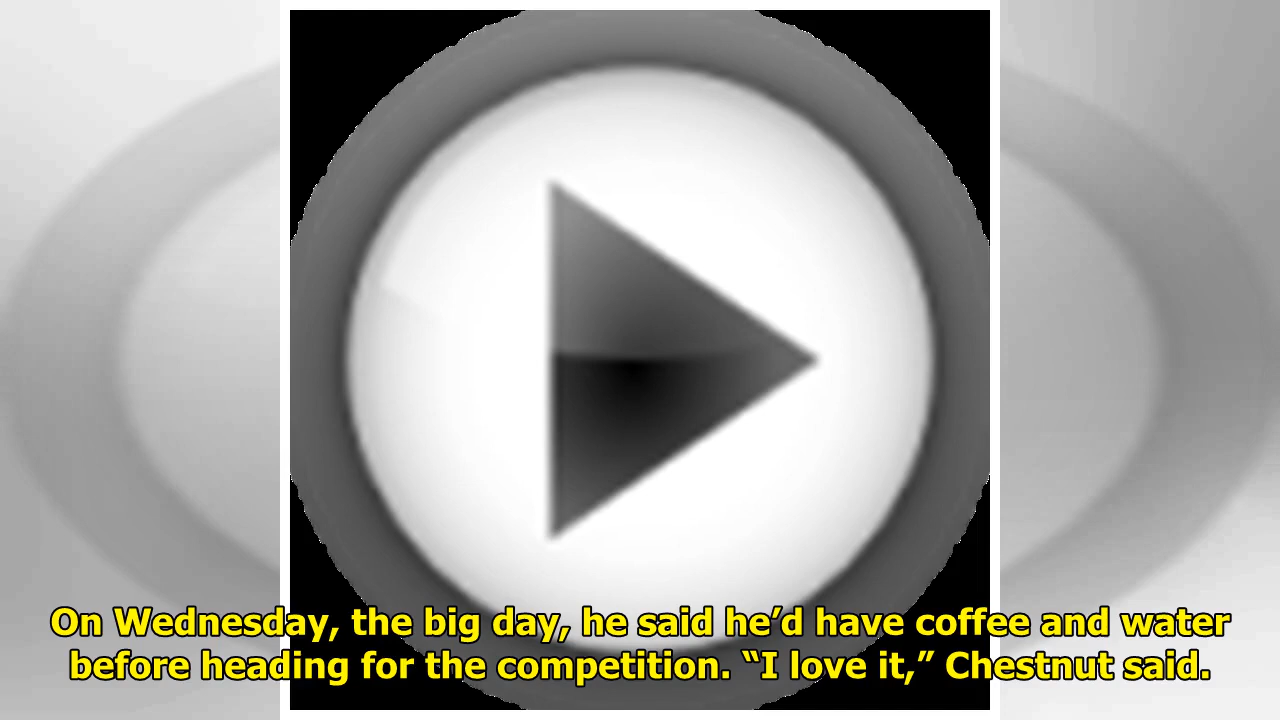 On Wednesday, the big day, he said he’d have coffee and water
before heading for the competition. “I love it,” Chestnut said.